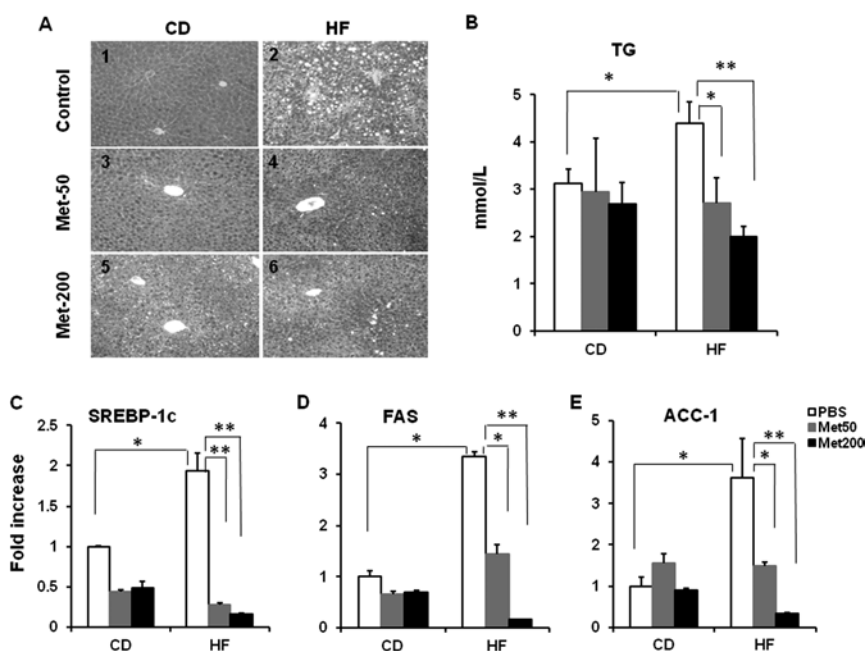 A
CD
HF
Control
Met-50
Met-200
1
2
3
4
5
6
B
TG
mmol/L
5
4
3
2
1
0
*
**
*
CD
HF
C
SREBP-1c
Fold increase
2.5
2
1.5
1
0.5
0
*
**
**
CD
HF
D
FAS
4
3
2
1
0
*
**
*
CD
HF
E
ACC-1
5
4
3
2
1
0
*
**
*
CD
HF
PBS
Met50
Met200